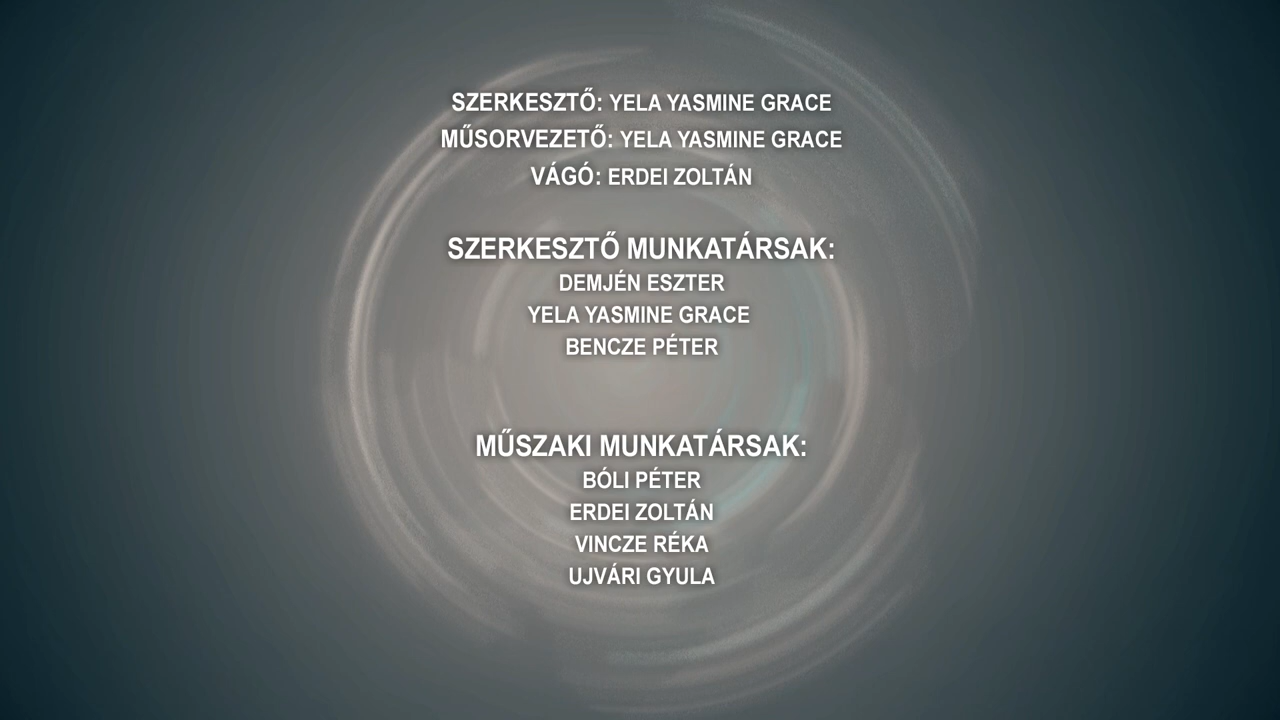 SZERKESZTŐ: YELA YASMINE GRACE
MŰSORVEZETŐ: YELA YASMINE GRACE
VÁGÓ: ERDEI ZOLTÁN
SZERKESZTŐ MUNKATÁRSAK:
DEMJÉN ESZTER
YELA YASMINE GRACE
BENCZE PÉTER
MŰSZAKI MUNKATÁRSAK:
BÓLI PÉTER
ERDEI ZOLTÁN
VINCZE RÉKA
UJVÁRI GYULA